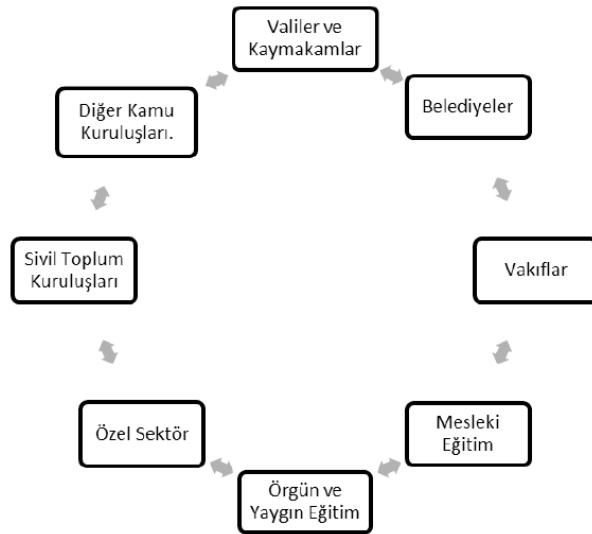 Valiler ve
Kaymakamlar
Belediyeler
Vakıflar
Mesleki
Eğitim
Örgün ve
Yaygın Eğitim
Özel Sektör
Sivil Toplum
Kuruluşları
Diğer Kamu
Kuruluşları.